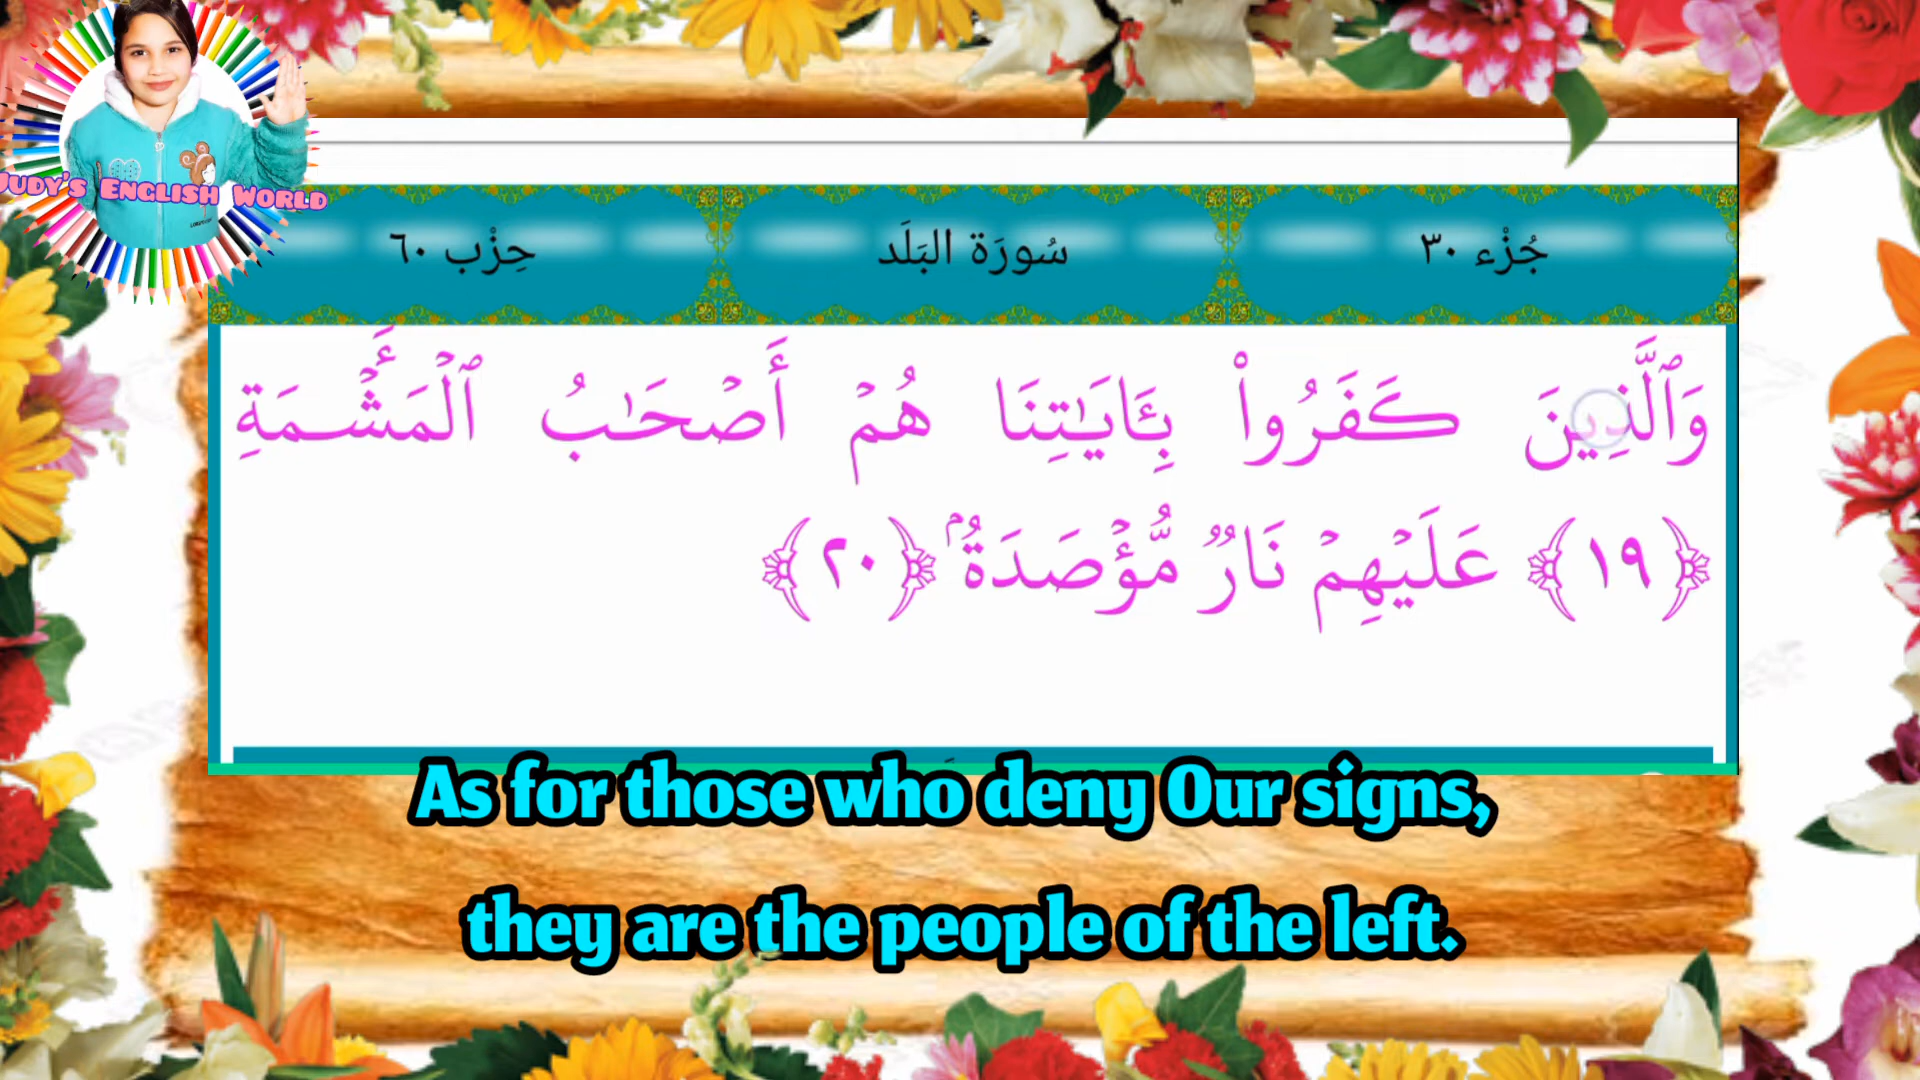 JUDY'S ENGLISH WORLD
جُزْء ٣٠ سُورَة البَلَد حِزْب ٦٠
وَٱلَّذِينَ كَفَرُوا۟ بِـَٔايَـٰتِنَا هُمْ أَصْحَـٰبُ ٱلْمَشْـَٔمَةِ
﴿١٩﴾ عَلَيْهِمْ نَارٌ مُّؤْصَدَةٌۢ ﴿٢٠﴾
As for those who deny Our signs,
they are the people of the left.